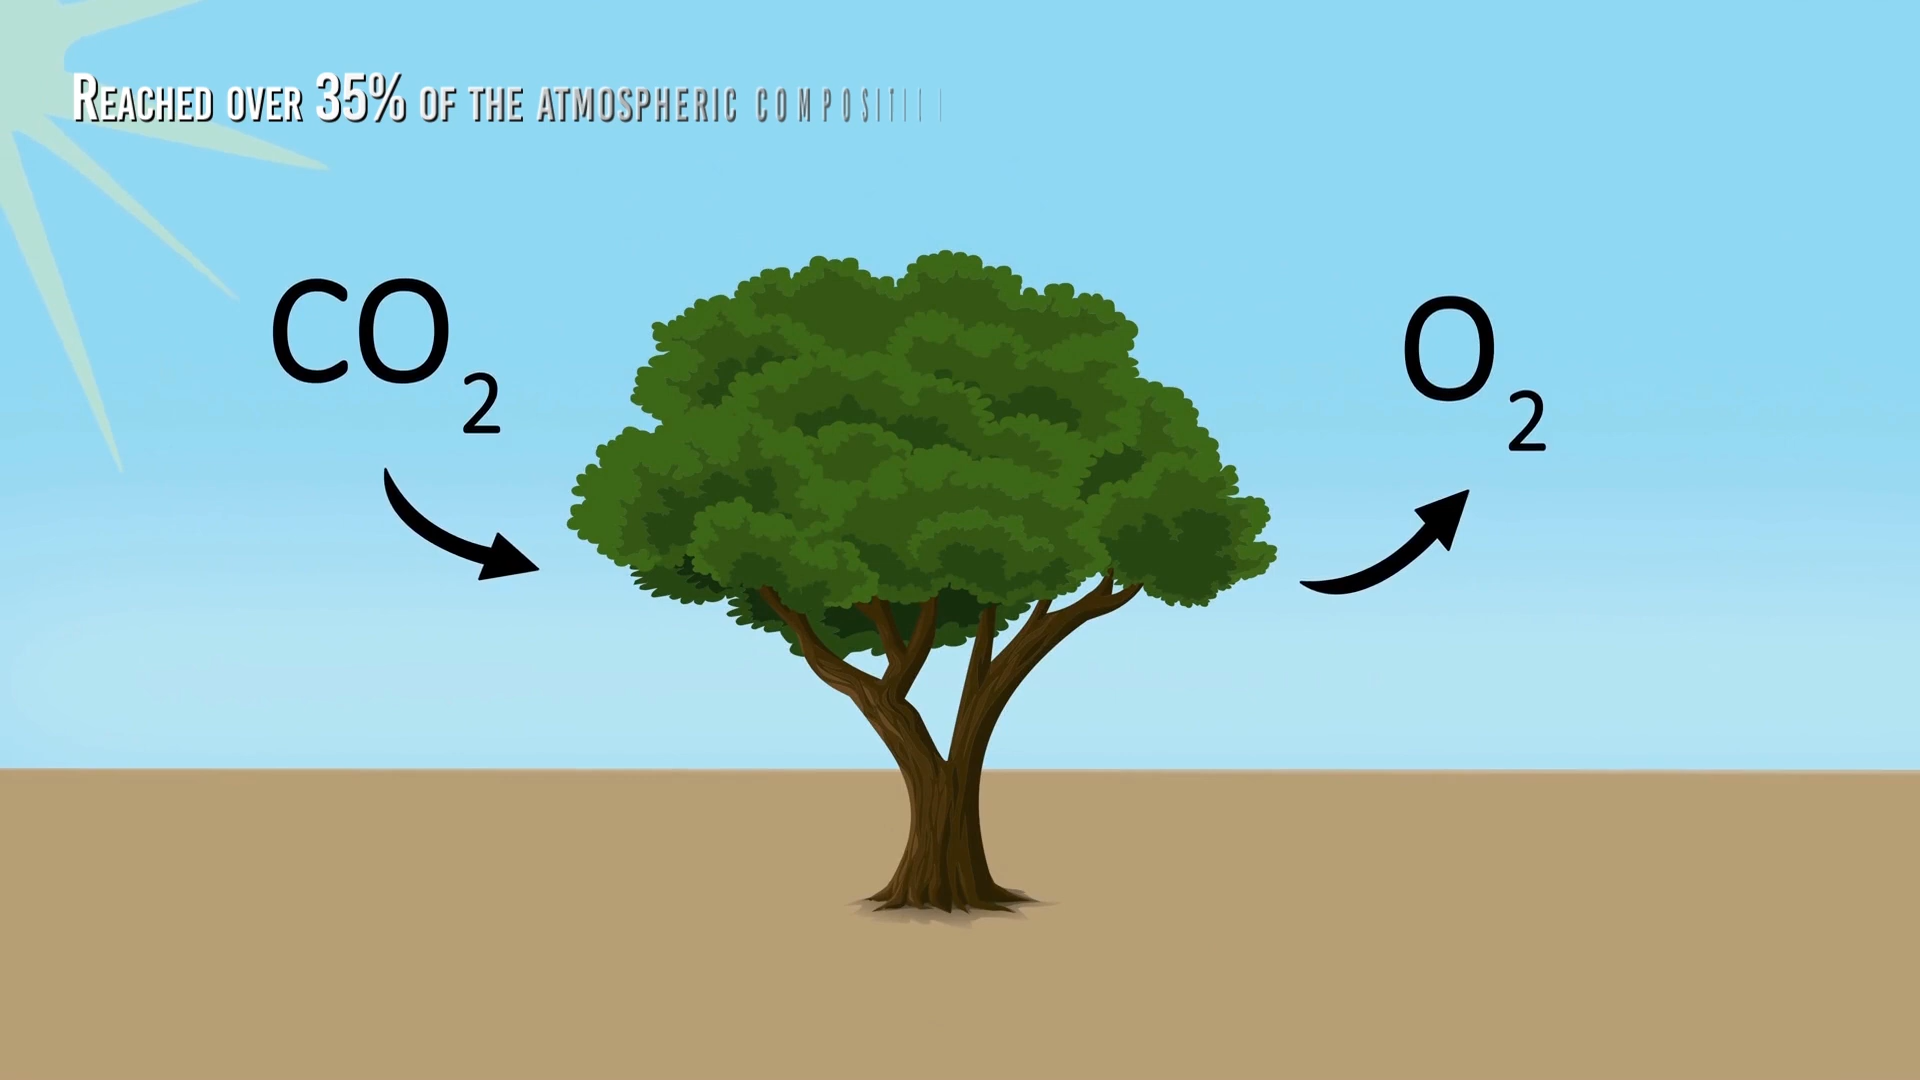 Reached over 35% of the atmospheric
CO₂
O₂